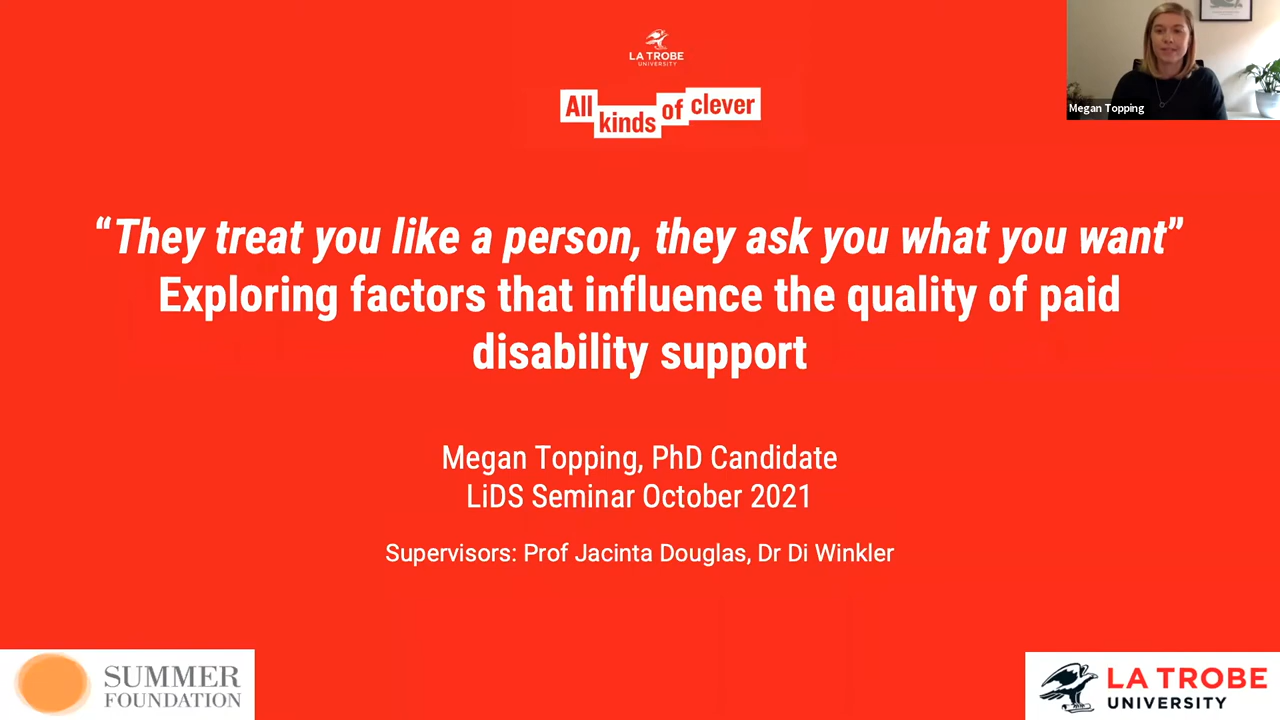 LA TROBE
UNIVERSITY
All kinds of clever
Megan Topping
“They treat you like a person, they ask you what you want”
Exploring factors that influence the quality of paid
disability support
Megan Topping, PhD Candidate
LiDS Seminar October 2021
Supervisors: Prof Jacinta Douglas, Dr Di Winkler
SUMMER
FOUNDATION
LA TROBE
UNIVERSITY